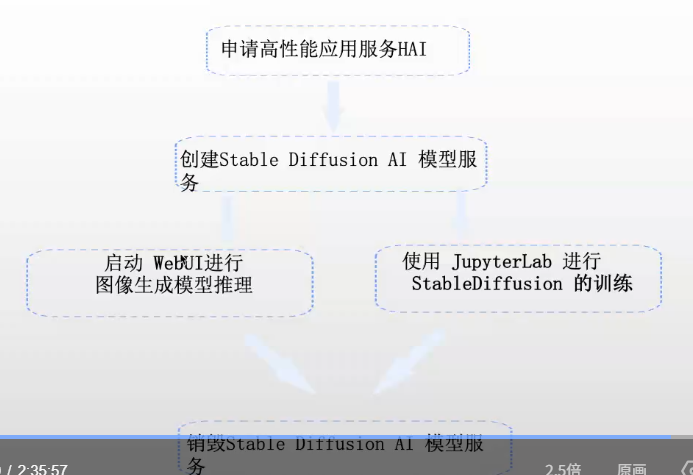 申请高性能应用服务HAI
创建Stable Diffusion AI 模型服
务
启动 WebUI进行
图像生成模型推理
使用 JupyterLab 进行
StableDiffusion 的训练
销毁Stable Diffusion AI 模型服
务
/ 2:35:57
2.5倍
原画